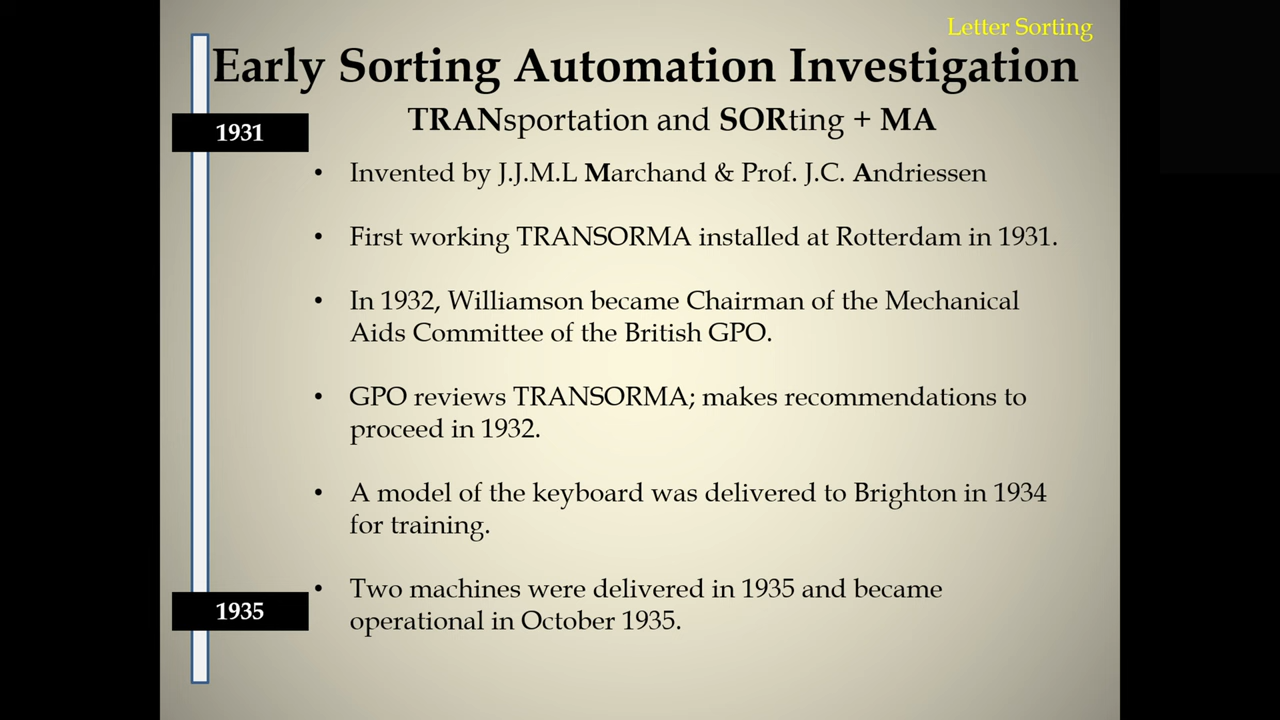 Letter Sorting
Early Sorting Automation Investigation
TRANsportation and SORting + MA
1931
• Invented by J.J.M.L Marchand & Prof. J.C. Andriessen
• First working TRANSORMA installed at Rotterdam in 1931.
• In 1932, Williamson became Chairman of the Mechanical
Aids Committee of the British GPO.
• GPO reviews TRANSORMA; makes recommendations to
proceed in 1932.
• A model of the keyboard was delivered to Brighton in 1934
for training.
• Two machines were delivered in 1935 and became
operational in October 1935.
1935